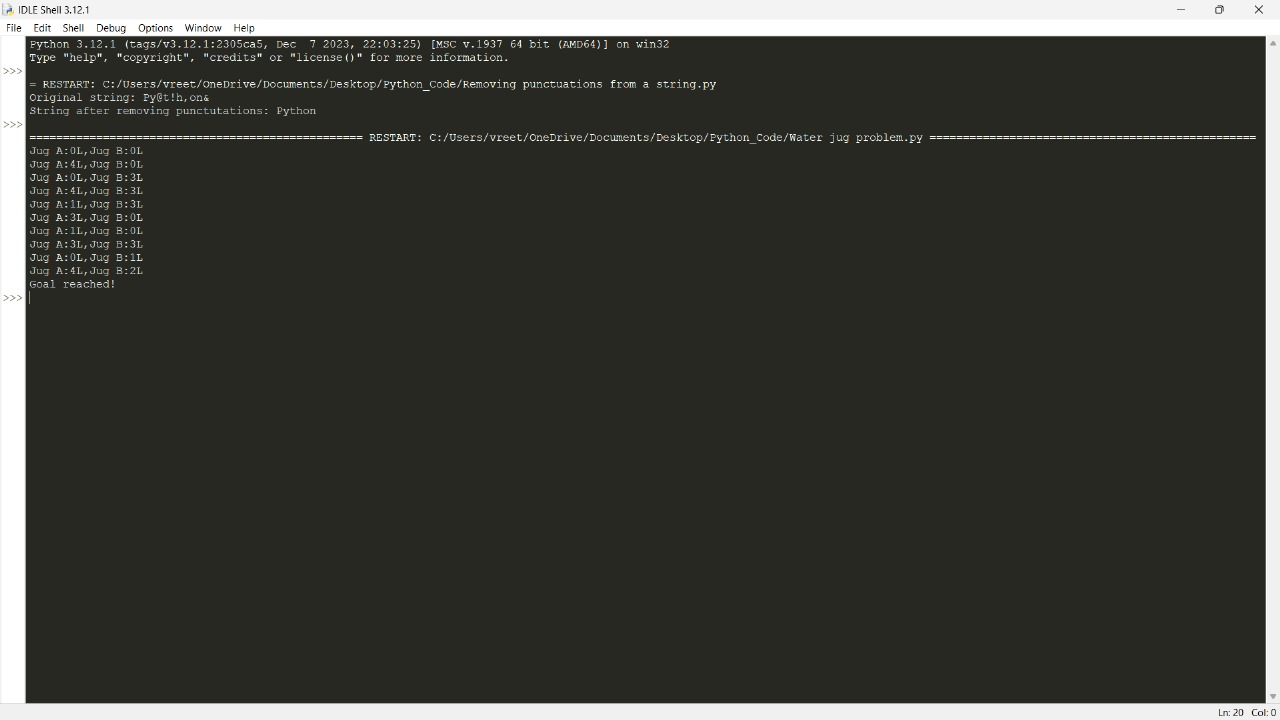 IDLE Shell 3.12.1
File Edit Shell Debug Options Window Help
Python 3.12.1 (tags/v3.12.1:2305ca5, Dec  7 2023, 22:03:25) [MSC v.1937 64 bit (AMD64)] on win32
Type "help", "copyright", "credits" or "license()" for more information.
>>>
= RESTART: C:/Users/vreet/OneDrive/Documents/Desktop/Python_Code/Removing punctuations from a string.py
Original string: Py@t!h,on&
String after removing punctutations: Python
>>>
================================================== RESTART: C:/Users/vreet/OneDrive/Documents/Desktop/Python_Code/Water jug problem.py =================================================
Jug A:0L,Jug B:0L
Jug A:4L,Jug B:0L
Jug A:0L,Jug B:3L
Jug A:4L,Jug B:3L
Jug A:1L,Jug B:3L
Jug A:3L,Jug B:0L
Jug A:1L,Jug B:0L
Jug A:3L,Jug B:3L
Jug A:0L,Jug B:1L
Jug A:4L,Jug B:2L
Goal reached!
>>>
Ln: 20 Col: 0